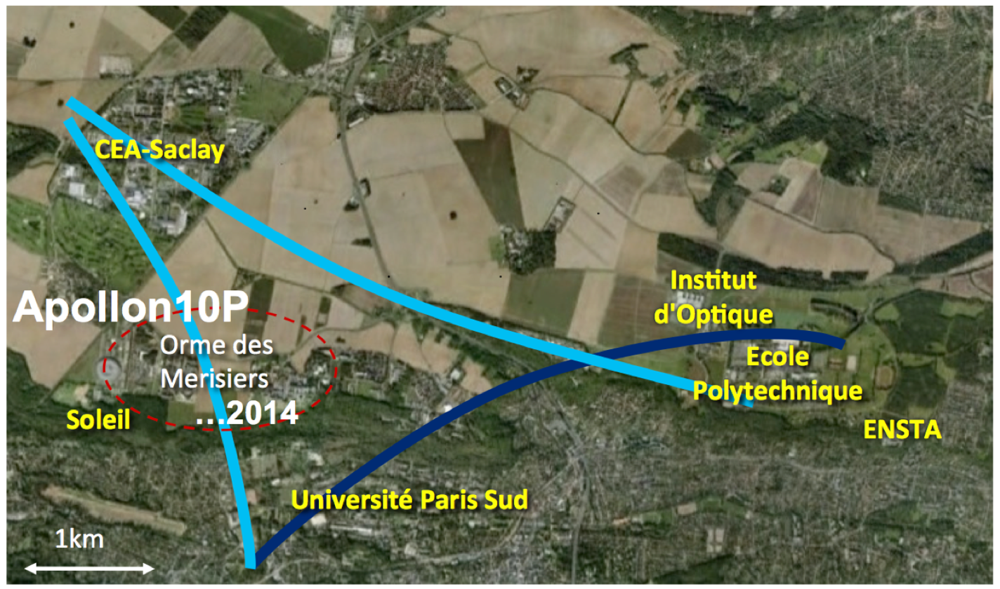 CEA-Saclay
Institut
d'Optique
Apollon10P
Orme des
Merisiers
...2014
Ecole
Polytechnique
Soleil
ENSTA
Université Paris Sud
1km